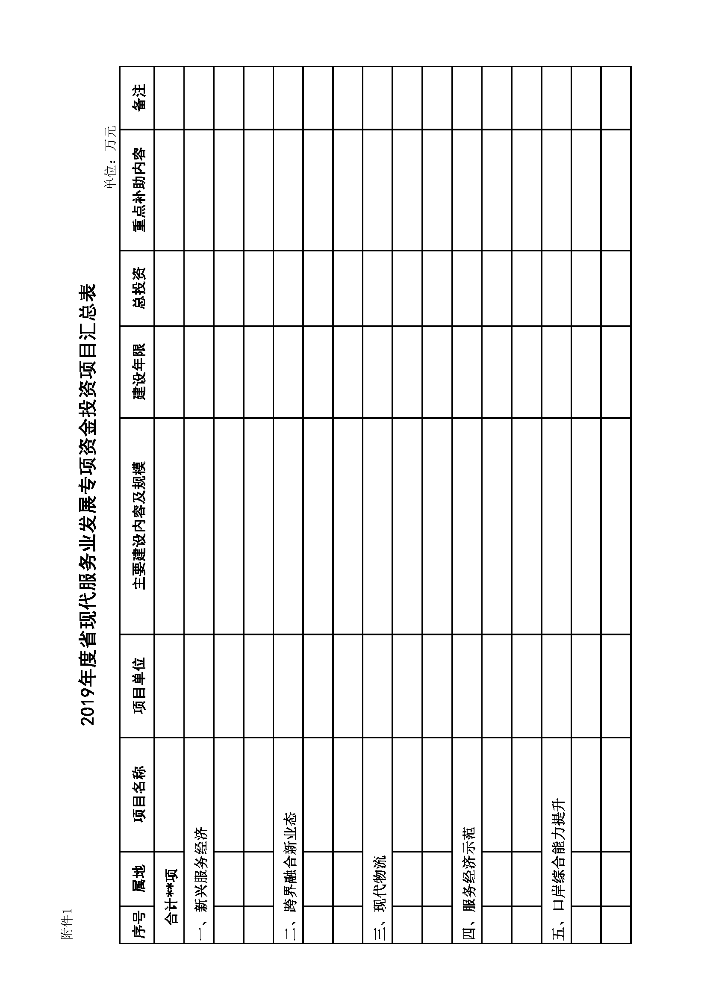 附件1
2019年度省现代服务业发展专项资金投资项目汇总表
单位：万元
序号 属地 项目名称 项目单位 主要建设内容及规模 建设年限 总投资 重点补助内容 备注
合计**项
一、新兴服务经济
二、跨界融合新业态
三、现代物流
四、服务经济示范
五、口岸综合能力提升